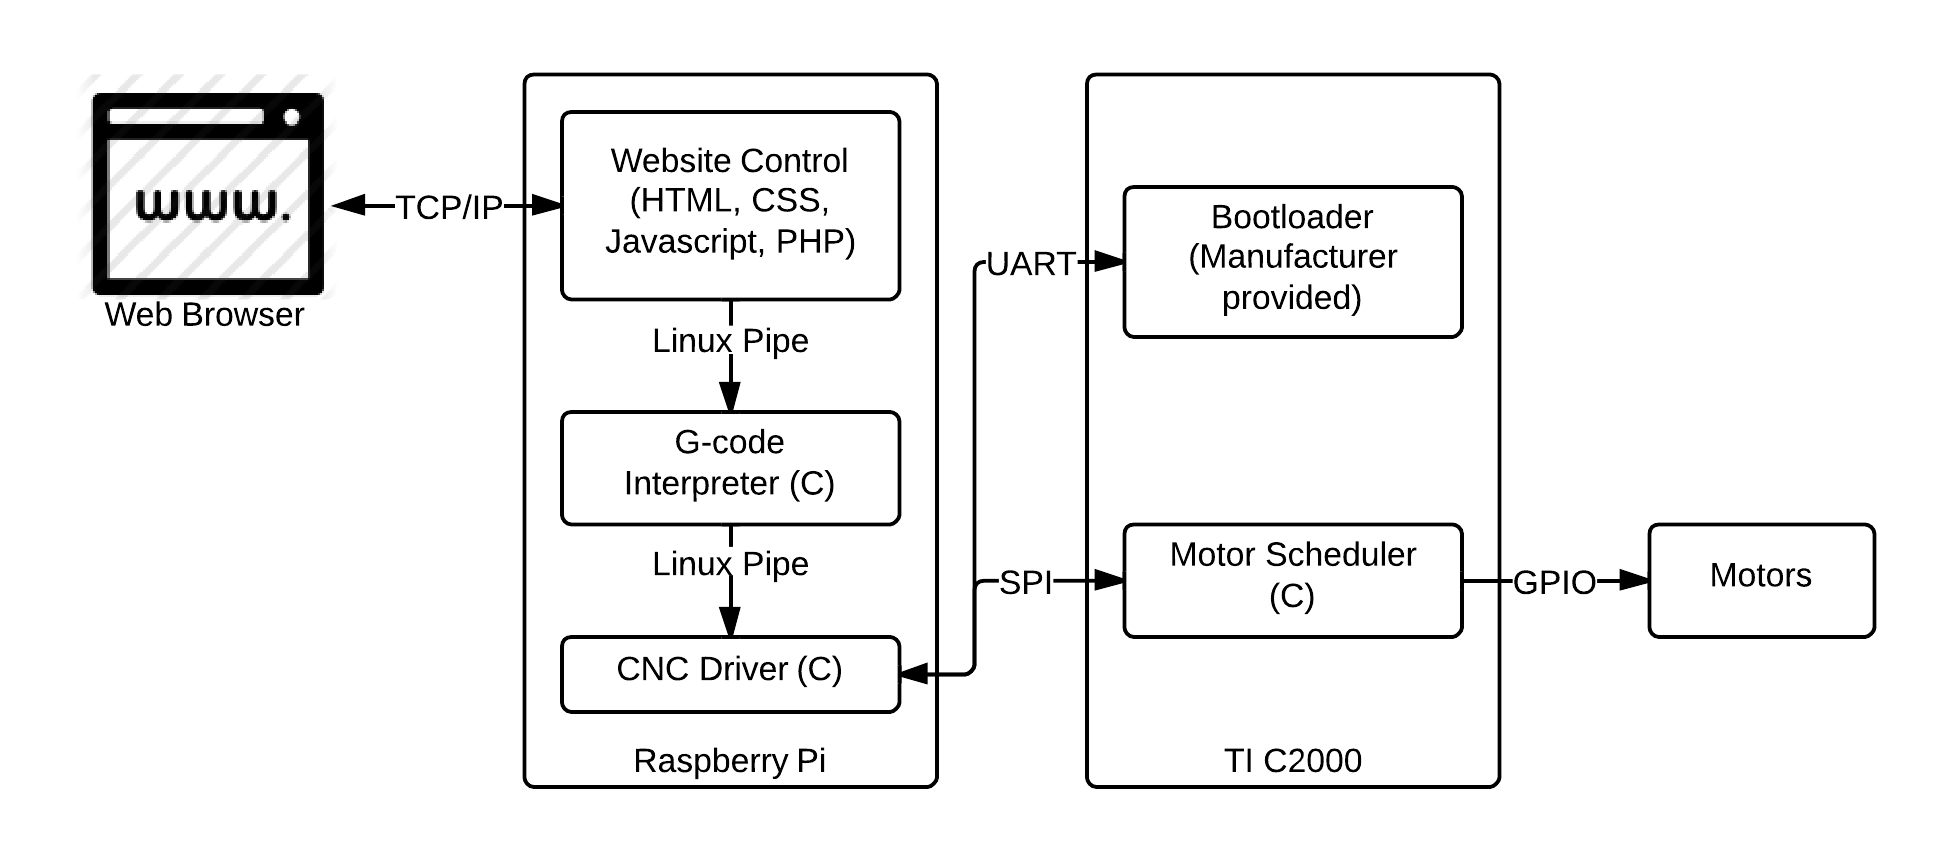 www.
Web Browser
TCP/IP
Website Control
(HTML, CSS,
Javascript, PHP)
Linux Pipe
G-code
Interpreter (C)
Linux Pipe
CNC Driver (C)
Raspberry Pi
UART
SPI
Bootloader
(Manufacturer
provided)
Motor Scheduler
(C)
TI C2000
GPIO
Motors